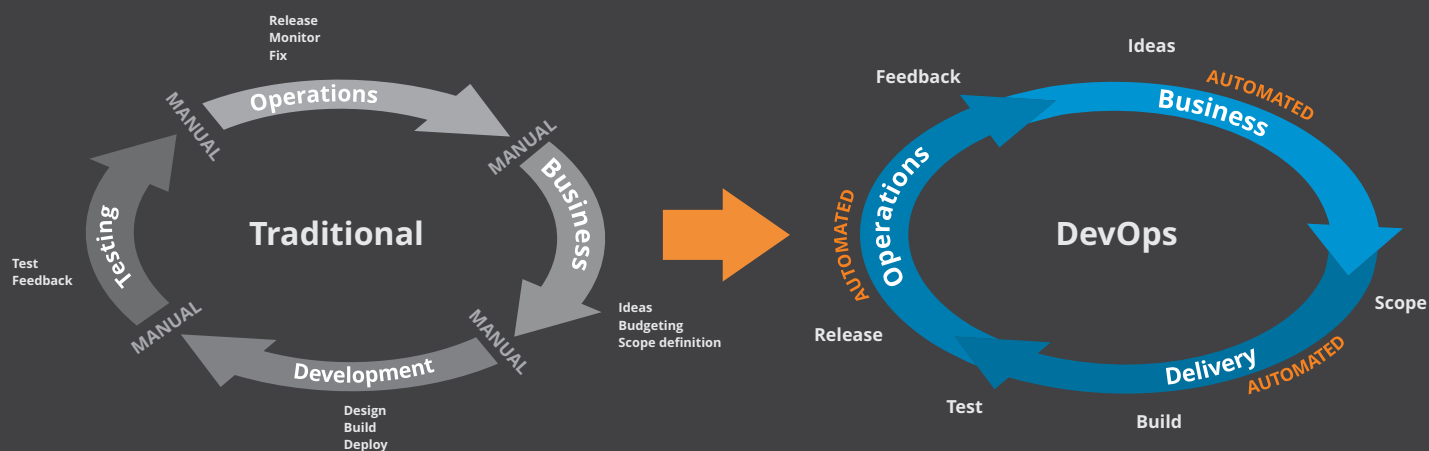 Release
Monitor
Fix
Operations
MANUAL
MANUAL
Business
Testing
Traditional
Test
Feedback
MANUAL
MANUAL
Ideas
Budgeting
Scope definition
Development
Design
Build
Deploy
Ideas
Feedback
AUTOMATED
Business
Operations
AUTOMATED
DevOps
Scope
Release
Delivery
AUTOMATED
Test
Build